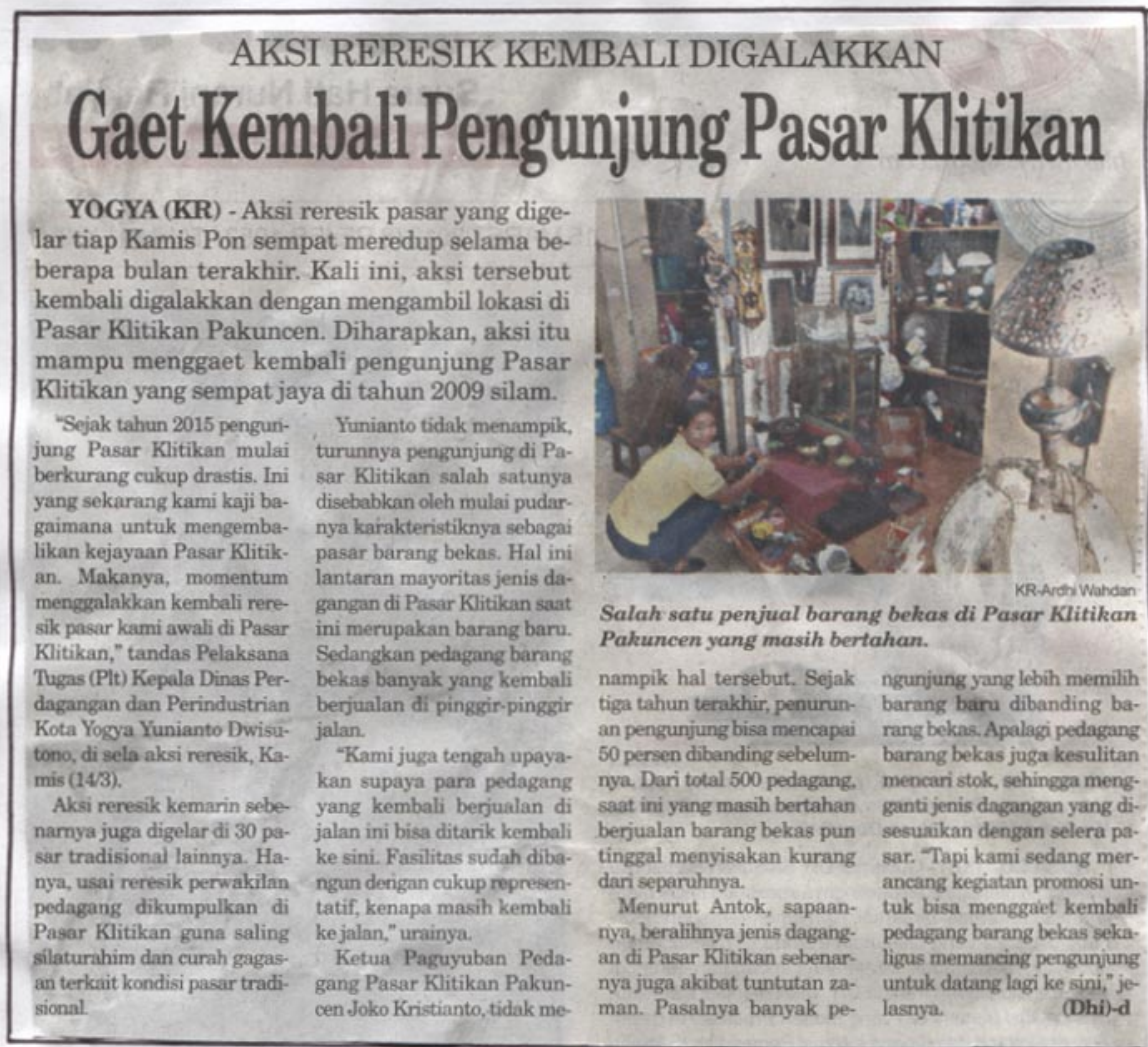 AKSI RERESIK KEMBALI DIGALAKKAN
Gaet Kembali Pengunjung Pasar Klitikan
YOGYA (KR) - Aksi reresik pasar yang dige-
lar tiap Kamis Pon sempat meredup selama be-
berapa bulan terakhir. Kali ini, aksi tersebut
kembali digalakkan dengan mengambil lokasi di
Pasar Klitikan Pakuncen. Diharapkan, aksi itu
mampu menggaet kembali pengunjung Pasar
Klitikan yang sempat jaya di tahun 2009 silam.
"Sejak tahun 2015 pengun-
jung Pasar Klitikan mulai
berkurang cukup drastis. Ini
yang sekarang kami kaji ba-
gaimana untuk mengemba-
likan kejayaan Pasar Klitik-
an. Makanya, momentum
menggalakkan kembali rere-
sik pasar kami awali di Pasar
Klitikan," tandas Pelaksana
Tugas (Plt) Kepala Dinas Per-
dagangan dan Perindustrian
Kota Yogya Yunianto Dwisu-
tono, di sela aksi reresik, Ka-
mis (14/3).
Aksi reresik kemarin sebe-
narnya juga digelar di 30 pa-
sar tradisional lainnya. Ha-
nya, usai reresik perwakilan
pedagang dikumpulkan di
Pasar Klitikan guna saling
silaturahim dan curah gagas-
an terkait kondisi pasar tradi-
sional.
Yunianto tidak menampik,
turunnya pengunjung di Pa-
sar Klitikan salah satunya
disebabkan oleh mulai pudar-
nya karakteristiknya sebagai
pasar barang bekas. Hal ini
lantaran mayoritas jenis da-
gangan di Pasar Klitikan saat
ini merupakan barang baru.
Sedangkan pedagang barang
bekas banyak yang kembali
berjualan di pinggir-pinggir
jalan.
"Kami juga tengah upaya-
kan supaya para pedagang
yang kembali berjualan di
jalan ini bisa ditarik kembali
ke sini. Fasilitas sudah diba-
ngun dengan cukup represen-
tatif, kenapa masih kembali
ke jalan," urainya.
Ketua Paguyuban Peda-
gang Pasar Klitikan Pakun-
cen Joko Kristianto, tidak me-
KR-Ardhi Wahdan
Salah satu penjual barang bekas di Pasar Klitikan
Pakuncen yang masih bertahan.
nampik hal tersebut. Sejak
tiga tahun terakhir, penurun-
an pengunjung bisa mencapai
50 persen dibanding sebelum-
nya. Dari total 500 pedagang,
saat ini yang masih bertahan
berjualan barang bekas pun
tinggal menyisakan kurang
dari separuhnya.
Menurut Antok, sapaan-
nya, beralihnya jenis dagang-
an di Pasar Klitikan sebenar-
nya juga akibat tuntutan za-
man. Pasalnya banyak pe-
ngunjung yang lebih memilih
barang baru dibanding ba-
rang bekas. Apalagi pedagang
barang bekas juga kesulitan
mencari stok, sehingga meng-
ganti jenis dagangan yang di-
sesuaikan dengan selera pa-
sar. "Tapi kami sedang mer-
ancang kegiatan promosi un-
tuk bisa menggaet kembali
pedagang barang bekas seka-
ligus memancing pengunjung
untuk datang lagi ke sini," je-
lasnya. (Dhi)-d